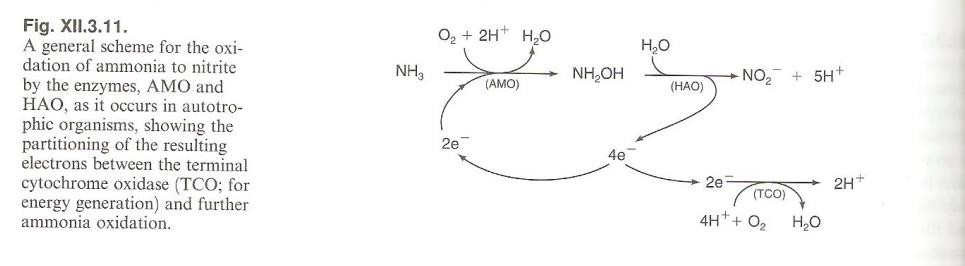 Fig. XII.3.11.
A general scheme for the oxi-
dation of ammonia to nitrite
by the enzymes, AMO and
HAO, as it occurs in autotro-
phic organisms, showing the
partitioning of the resulting
electrons between the terminal
cytochrome oxidase (TCO; for
energy generation) and further
ammonia oxidation.
O₂ + 2H⁺ H₂O
H₂O
NH₃
NH₂OH
NO₂⁻ + 5H⁺
(AMO)
(HAO)
2e⁻
4e⁻
2e⁻
2H⁺
(TCO)
4H⁺ + O₂ H₂O